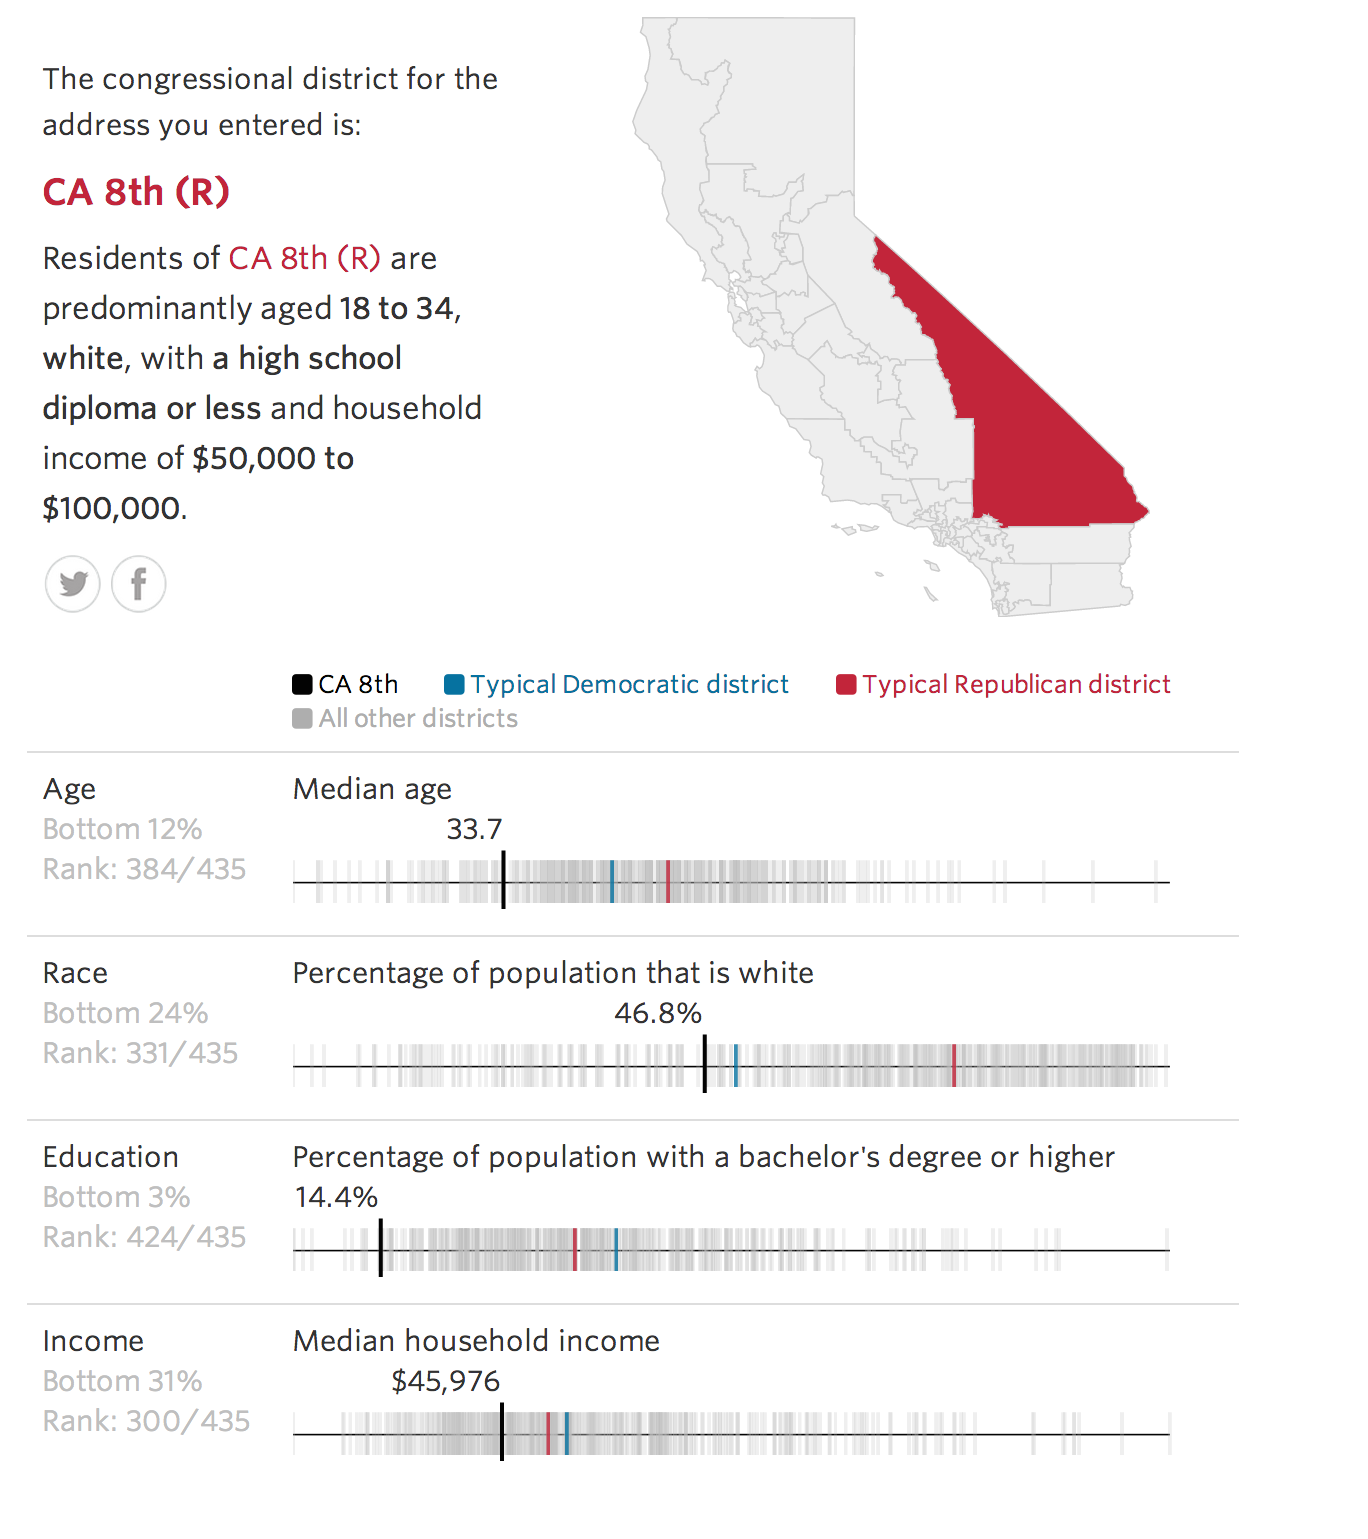 The congressional district for the
address you entered is:
CA 8th (R)
Residents of CA 8th (R) are
predominantly aged 18 to 34,
white, with a high school
diploma or less and household
income of $50,000 to
$100,000.
CA 8th
Typical Democratic district
Typical Republican district
All other districts
Age
Bottom 12%
Rank: 384/435
Median age
33.7
Race
Bottom 24%
Rank: 331/435
Percentage of population that is white
46.8%
Education
Bottom 3%
Rank: 424/435
Percentage of population with a bachelor's degree or higher
14.4%
Income
Bottom 31%
Rank: 300/435
Median household income
$45,976